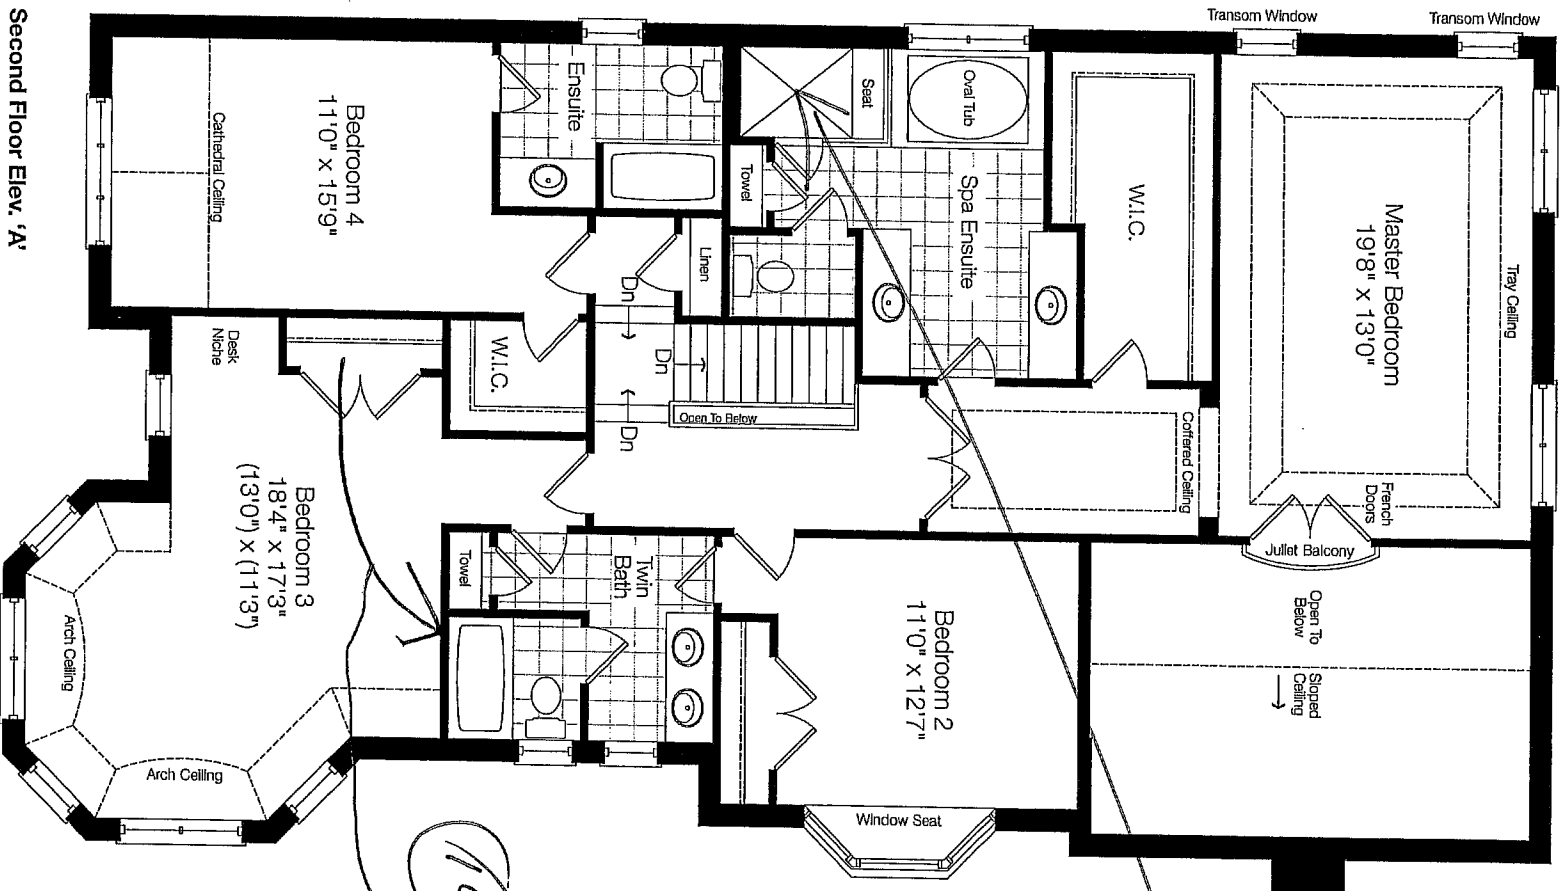 Second Floor Elev. 'A'
Transom Window
Transom Window
Cathedral Ceiling
Bedroom 4
11'0" x 15'9"
Ensuite
Seat
Oval Tub
Towel
Spa Ensuite
W.I.C.
Master Bedroom
19'8" x 13'0"
Tray Ceiling
Linen
Dn
Dn
Dn
Open To Below
Desk
Niche
W.I.C.
Coffered Ceiling
French
Doors
Juliet Balcony
Bedroom 3
18'4" x 17'3"
(13'0") x (11'3")
Towel
Twin
Bath
Bedroom 2
11'0" x 12'7"
Open To
Below
Sloped
Ceiling
Arch Ceiling
Arch Ceiling
Window Seat